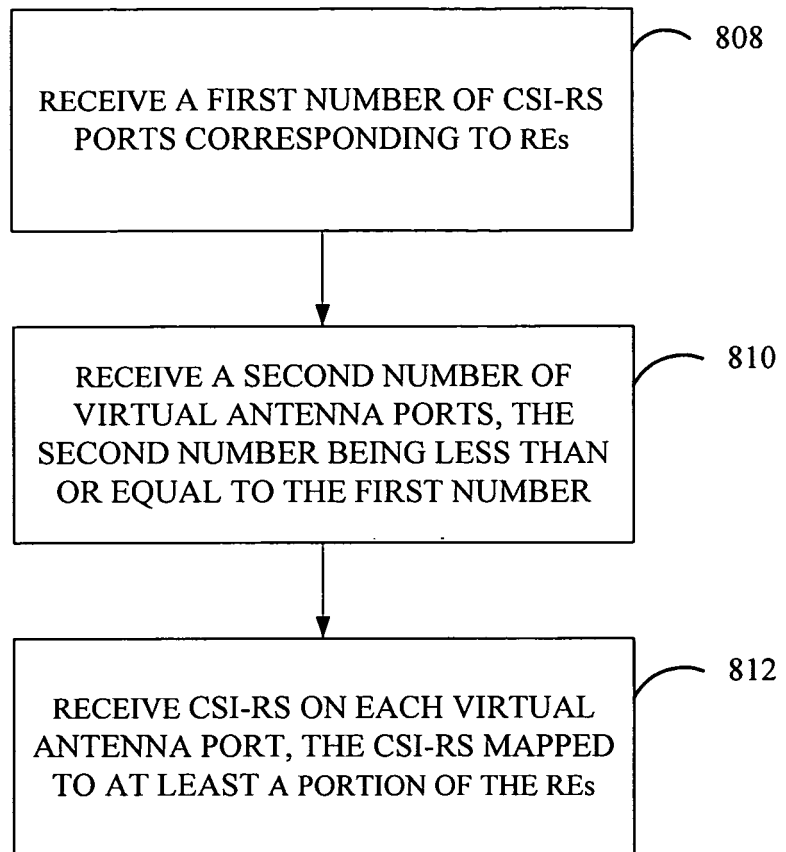 808
RECEIVE A FIRST NUMBER OF CSI-RS
PORTS CORRESPONDING TO REs
810
RECEIVE A SECOND NUMBER OF
VIRTUAL ANTENNA PORTS, THE
SECOND NUMBER BEING LESS THAN
OR EQUAL TO THE FIRST NUMBER
812
RECEIVE CSI-RS ON EACH VIRTUAL
ANTENNA PORT, THE CSI-RS MAPPED
TO AT LEAST A PORTION OF THE REs